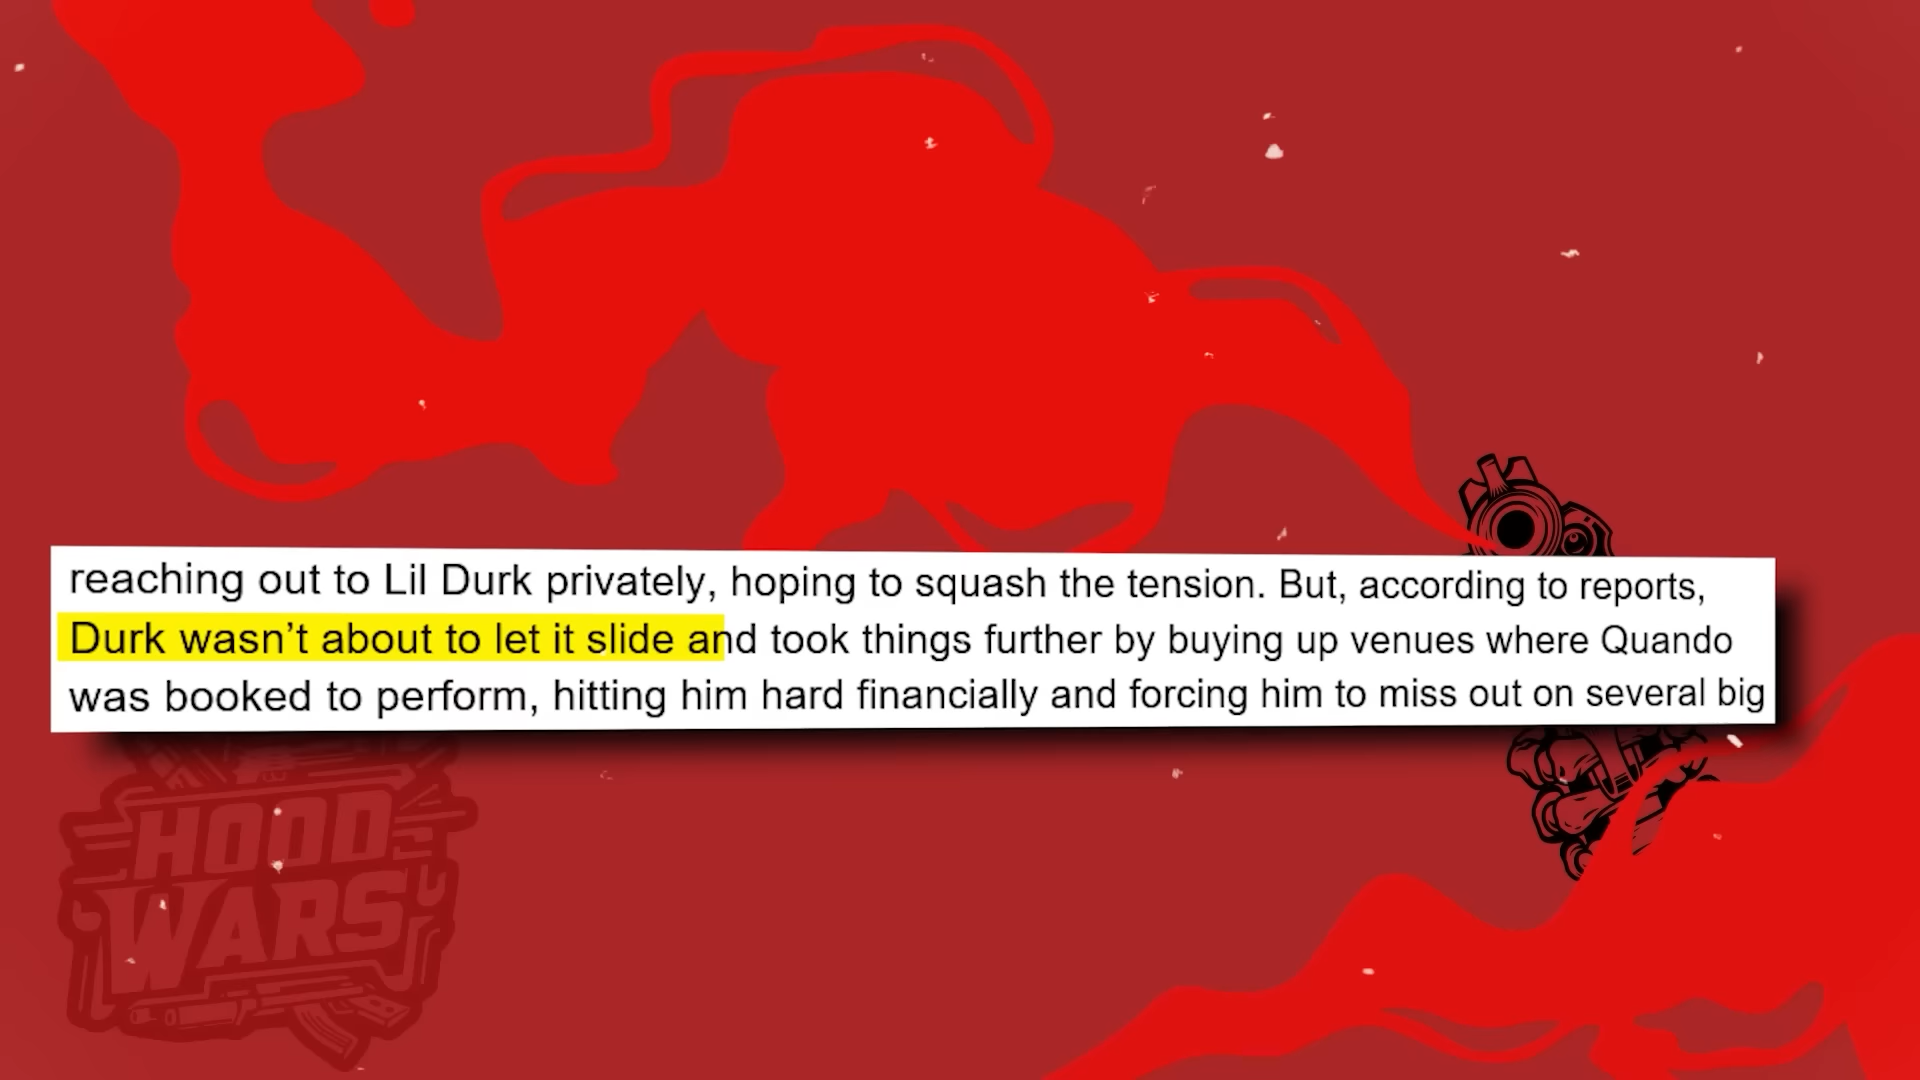 reaching out to Lil Durk privately, hoping to squash the tension. But, according to reports,
Durk wasn’t about to let it slide and took things further by buying up venues where Quando
was booked to perform, hitting him hard financially and forcing him to miss out on several big
HOOD
WARS